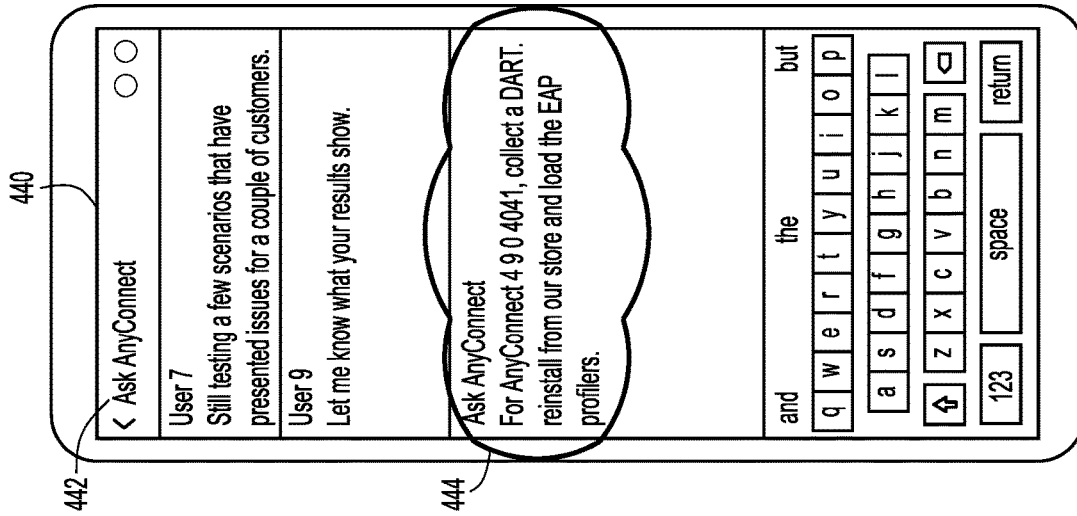 440
442
< Ask AnyConnect
User 7
Still testing a few scenarios that have
presented issues for a couple of customers.
User 9
Let me know what your results show.
444
Ask AnyConnect
For AnyConnect 4 9 0 4041, collect a DART.
reinstall from our store and load the EAP
profilers.
and the but
q w e r t y u i o p
a s d f g h j k l
z x c v b n m
123 space return